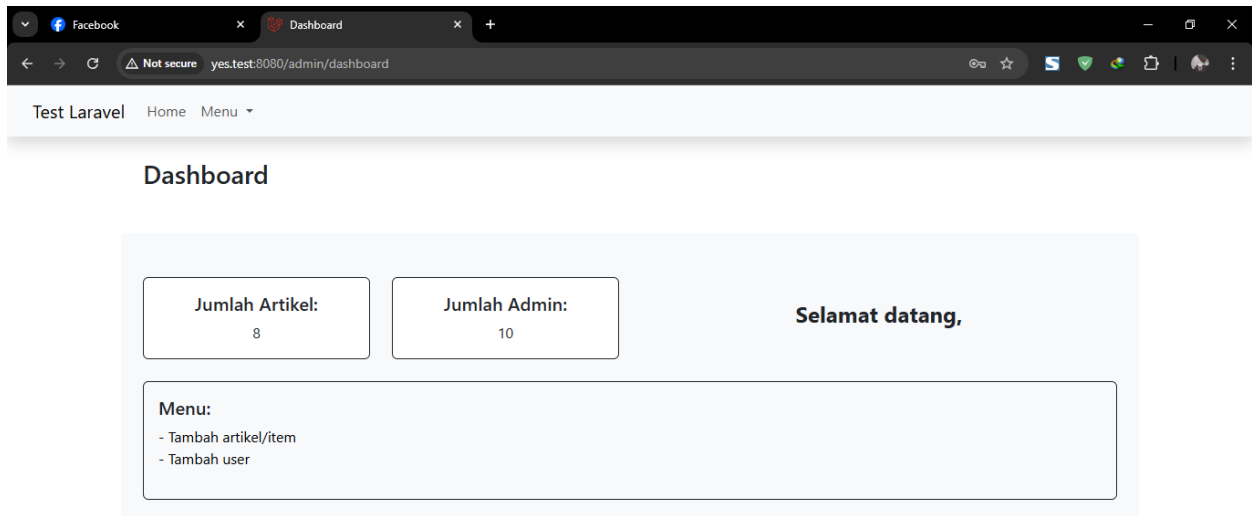 Facebook
Dashboard
Not secure yes.test:8080/admin/dashboard
Test Laravel Home Menu
Dashboard
Jumlah Artikel:
8
Jumlah Admin:
10
Selamat datang,
Menu:
- Tambah artikel/item
- Tambah user